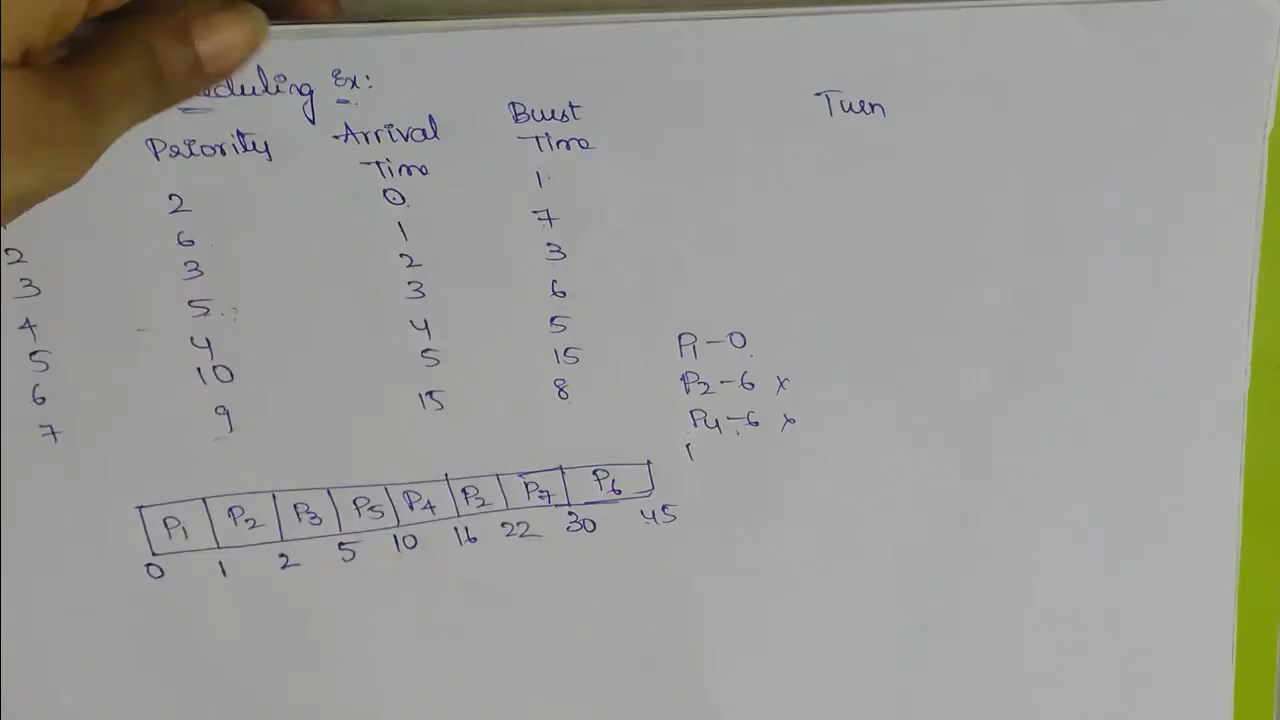 Scheduling Ex:
Priority Arrival Time Burst Time Turn
2 0 1
2 6 1 7
3 3 2 3
4 5 3 6
5 4 4 5
6 10 5 15
7 9 15 8
P1 - 0
P2 - 6 x
P4 - 6 x
P1 P2 P3 P5 P4 P2 P7 P6
0 1 2 5 10 16 22 30 45